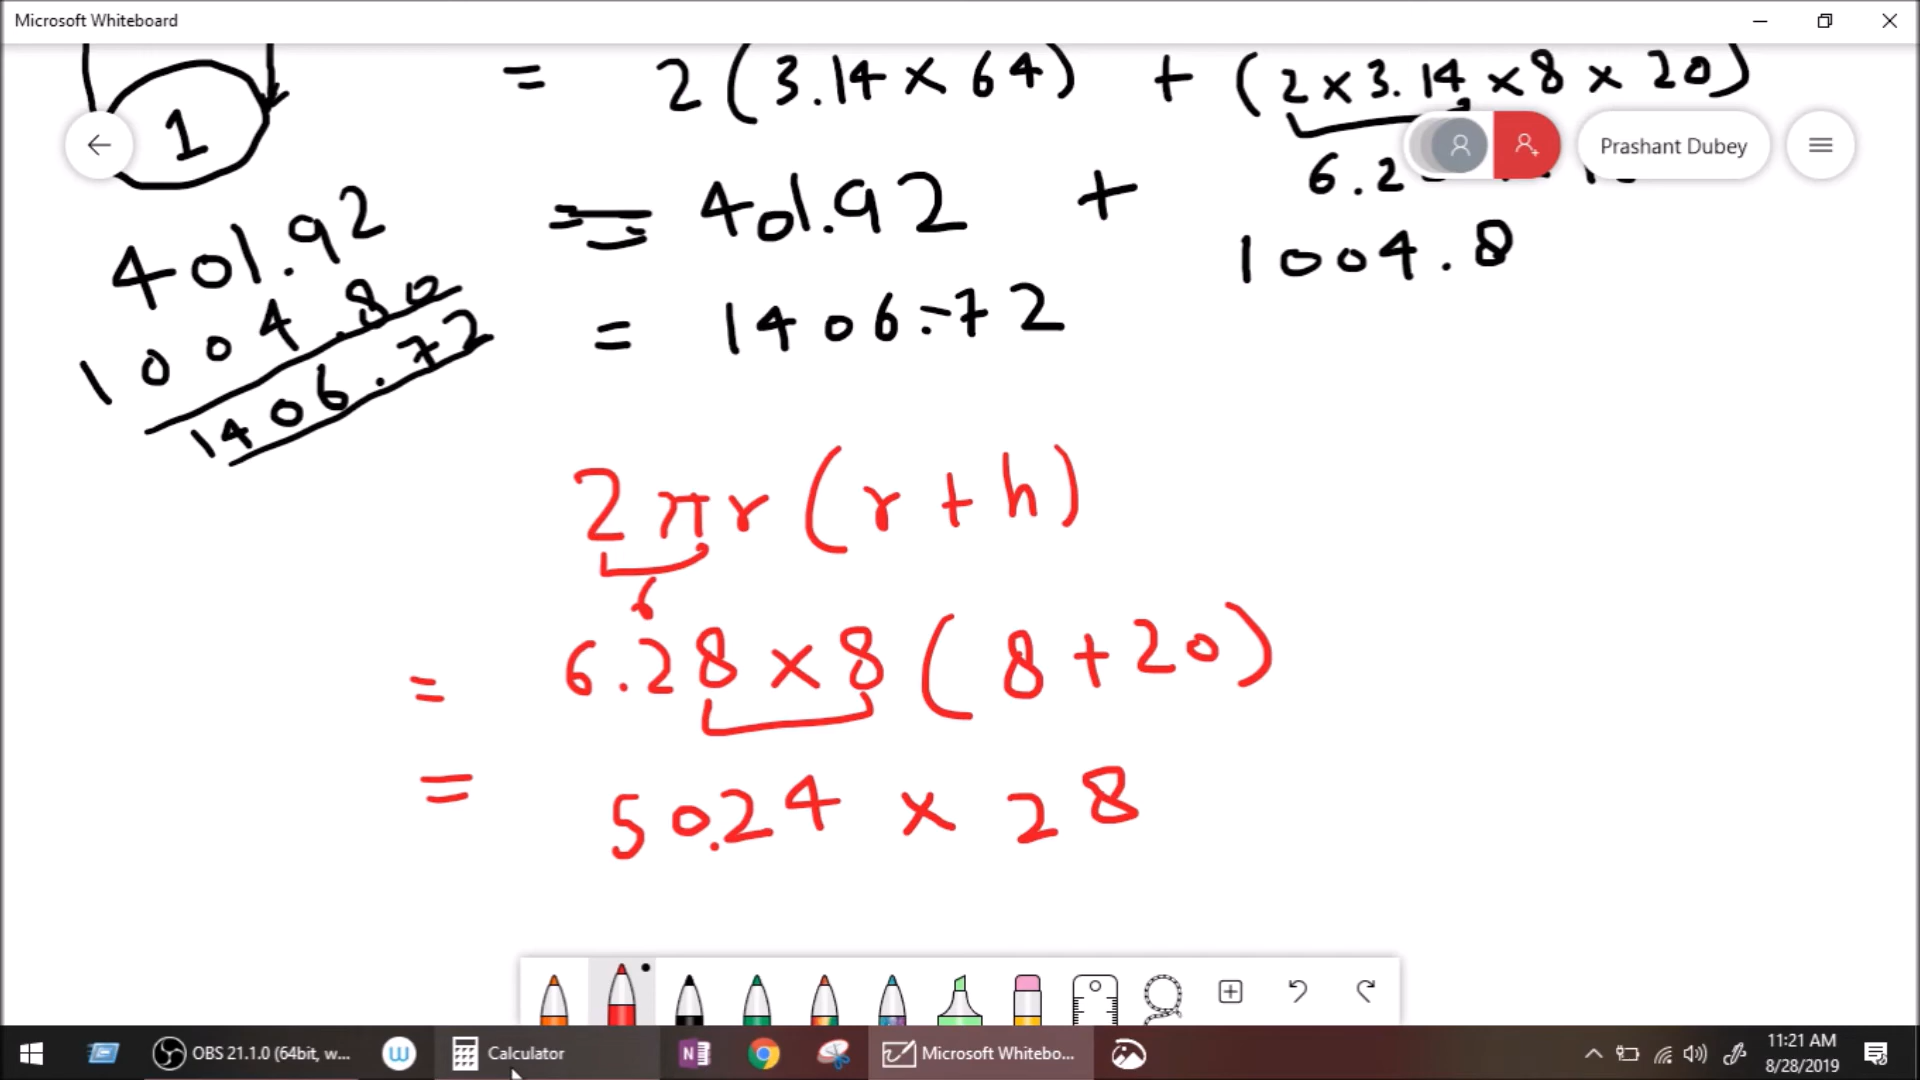 Microsoft Whiteboard
= 2 (3.14 × 64) + (2 × 3.14 × 8 × 20)
1
Prashant Dubey
6.2
401.92
1004.80
1406.72
== 401.92 + 1004.8
= 1406.72
2πr (r + h)
6
= 6.28 × 8 (8 + 20)
= 50.24 × 28
OBS 21.1.0 (64bit, w...
Calculator
Microsoft Whitebo...
11:21 AM
8/28/2019